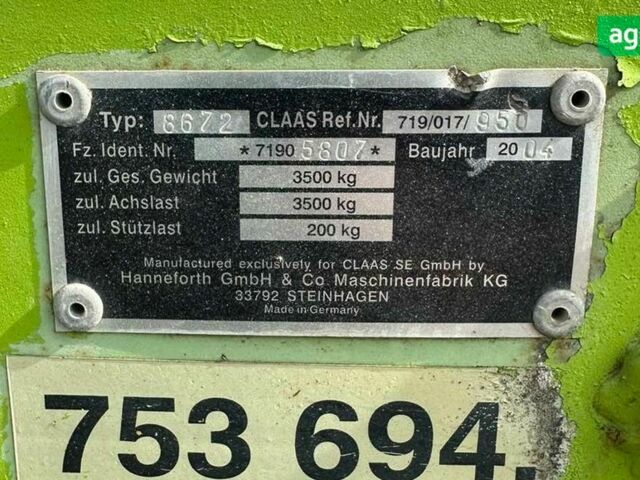 ag
Typ: 8672 CLAAS Ref.Nr. 719/017/950
Fz. Ident. Nr. *7190 5807* Baujahr 2004
zul. Ges. Gewicht 3500 kg
zul. Achslast 3500 kg
zul. Stützlast 200 kg
Manufactured exclusively for CLAAS SE GmbH by
Hanneforth GmbH & Co Maschinenfabrik KG
33792 STEINHAGEN
Made in Germany
753 694.